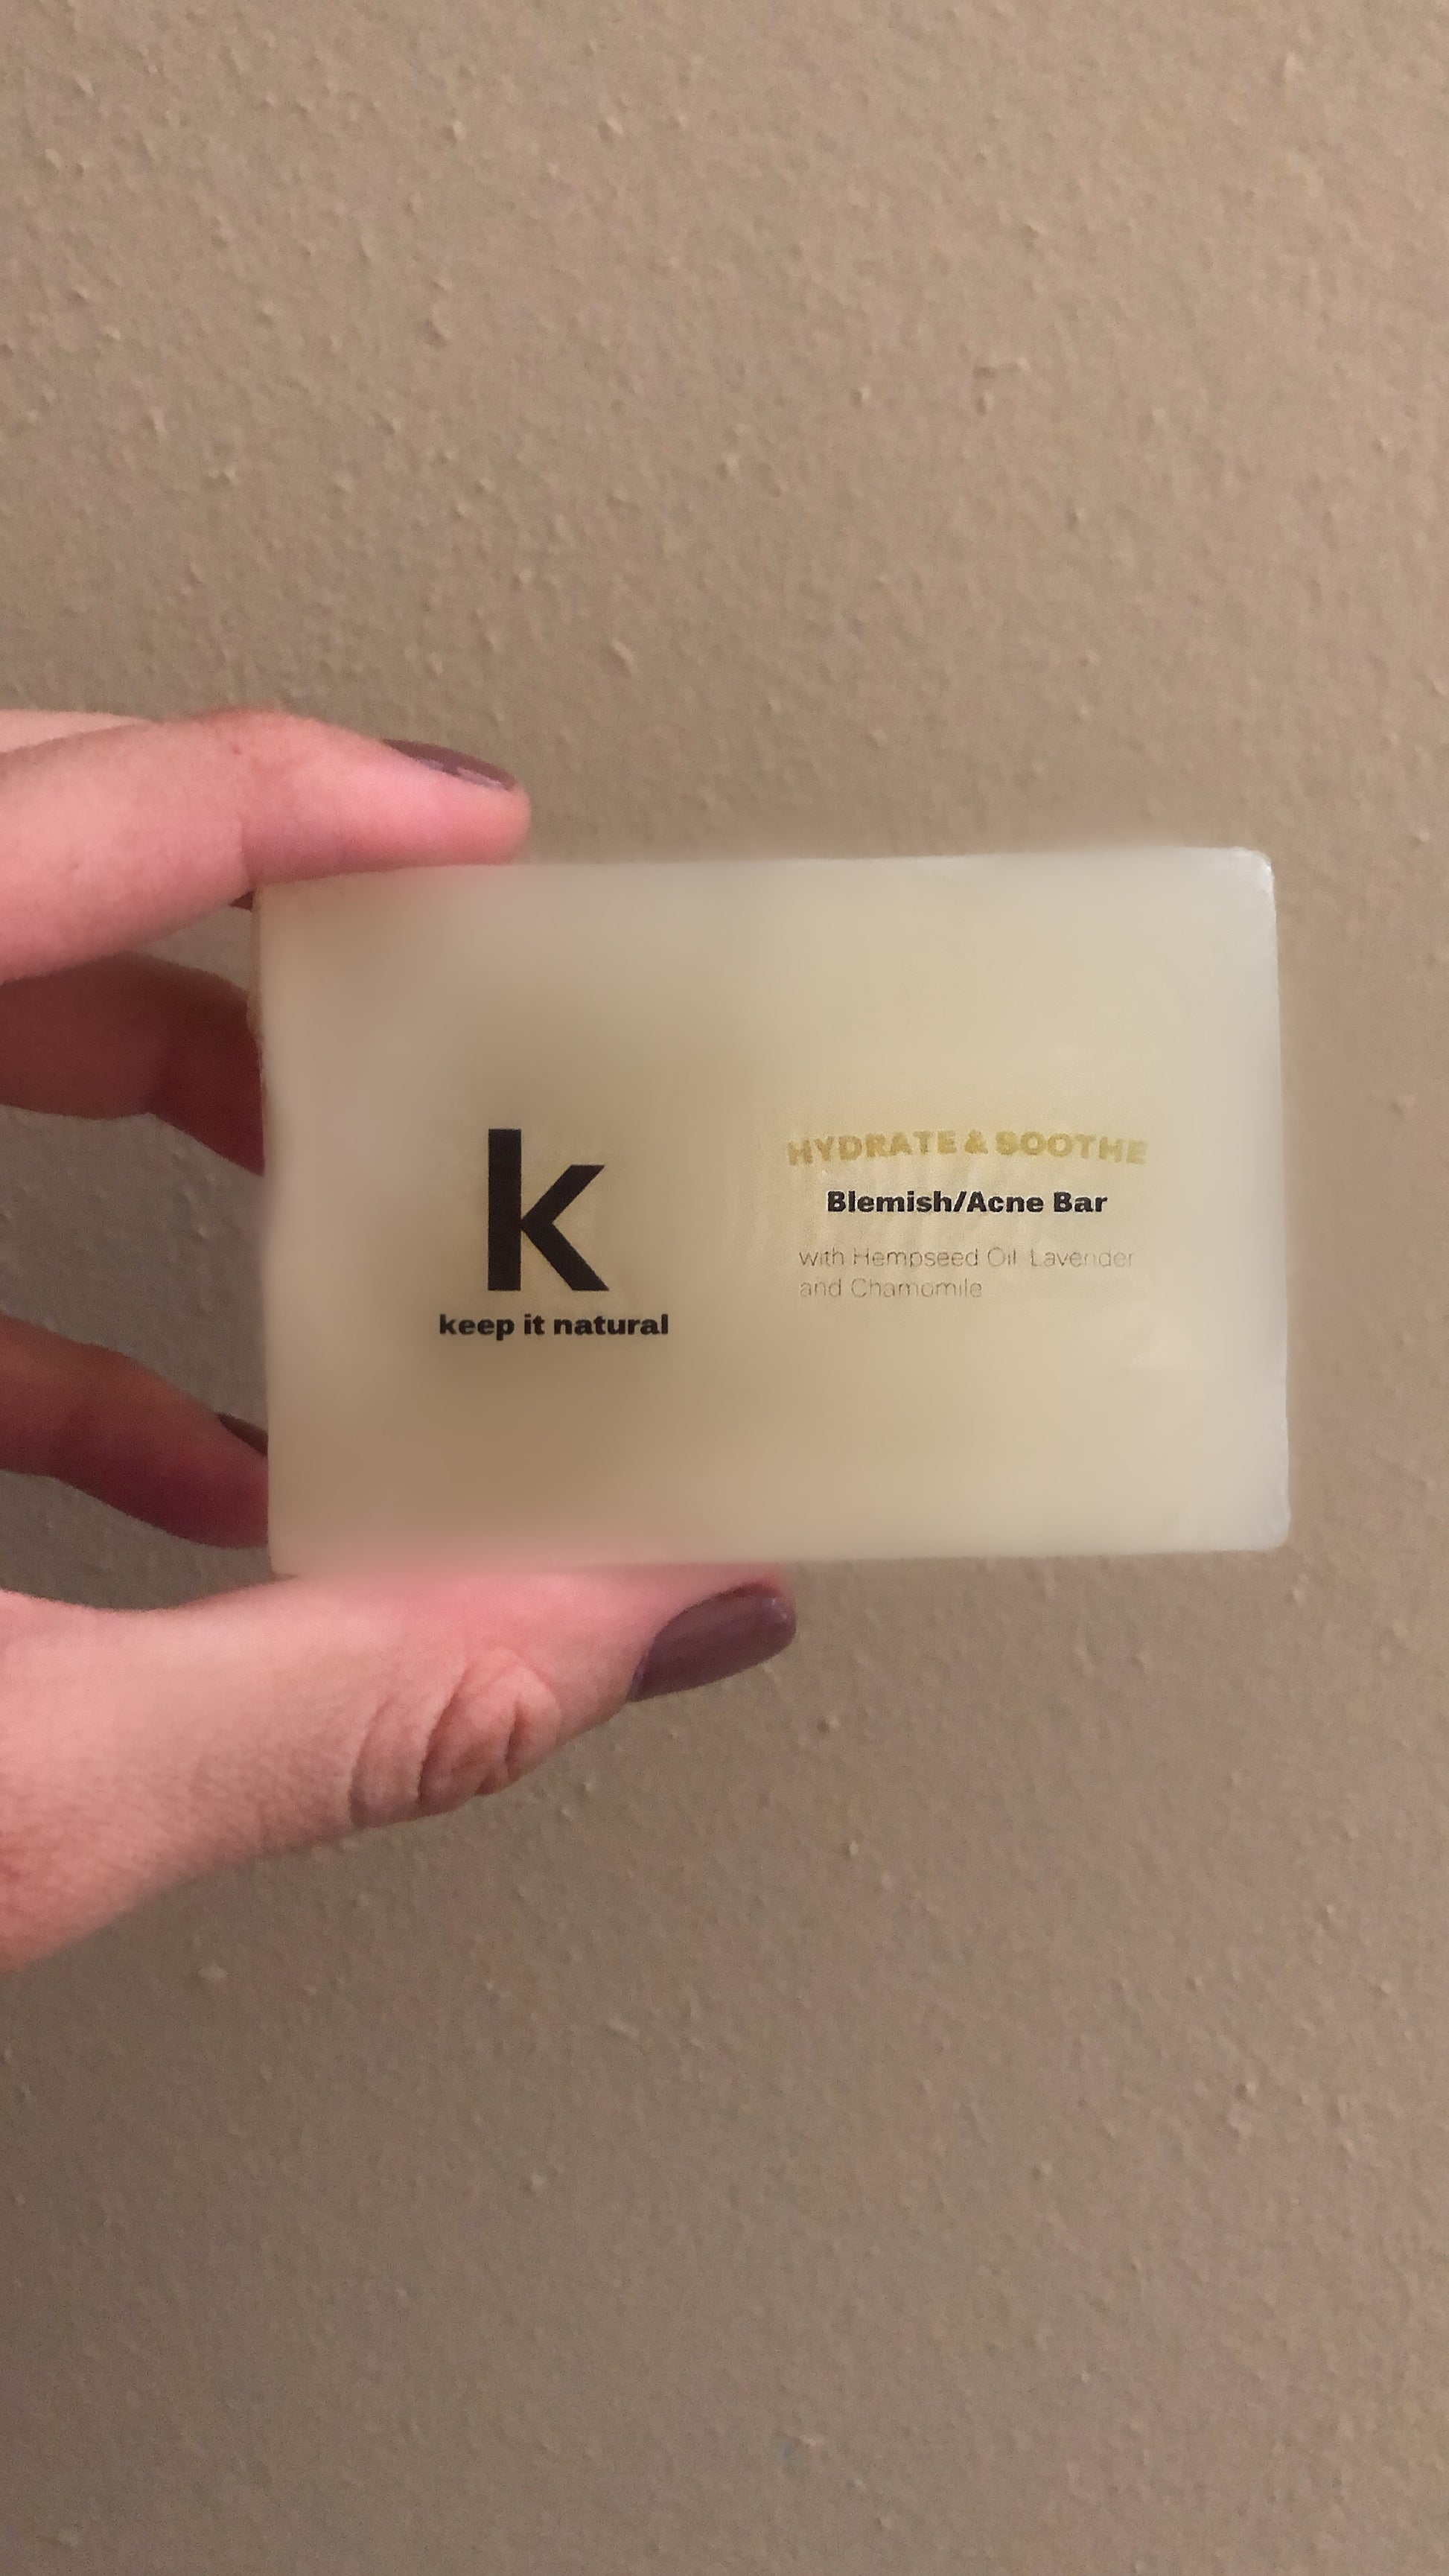 k
keep it natural
HYDRATE & SOOTHE
Blemish/Acne Bar
with Hempseed Oil Lavender
and Chamomile